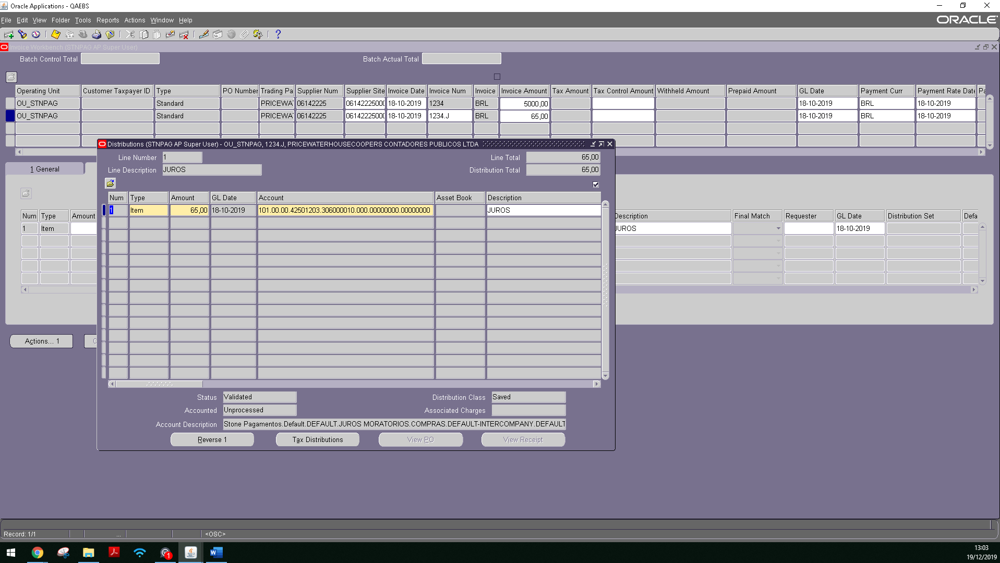 Oracle Applications - QAEBS
File Edit View Folder Tools Reports Actions Window Help
ORACLE
Invoice Workbench (STNPAG AP Super User)
Batch Control Total
Batch Actual Total
Operating Unit Customer Taxpayer ID Type PO Number Trading Pa Supplier Num Supplier Site Invoice Date Invoice Num Invoice Invoice Amount Tax Amount Tax Control Amount Withheld Amount Prepaid Amount GL Date Payment Curr Payment Rate Date Pa
OU_STNPAG Standard PRICEWA 06142225 06142225000 18-10-2019 1234 BRL 5000,00 18-10-2019 BRL 18-10-2019
OU_STNPAG Standard PRICEWA 06142225 06142225000 18-10-2019 1234.J BRL 65,00 18-10-2019 BRL 18-10-2019
Distributions (STNPAG AP Super User) - OU_STNPAG, 1234.J, PRICEWATERHOUSECOOPERS CONTADORES PUBLICOS LTDA
Line Number 1
Line Total 65,00
Line Description JUROS
Distribution Total 65,00
1 General
Num Type Amount GL Date Account Asset Book Description
1 Item 65,00 18-10-2019 101.00.00.42501203.306000010.000.00000000.00000000 JUROS
Num Type Amount
Description Final Match Requester GL Date Distribution Set Defa
1 Item
JUROS 18-10-2019
Actions... 1
Status Validated
Distribution Class Saved
Accounted Unprocessed
Associated Charges
Account Description Stone Pagamentos.Default.DEFAULT.JUROS MORATORIOS.COMPRAS.DEFAULT-INTERCOMPANY.DEFAULT
Reverse 1 Tax Distributions View PO View Receipt
Record: 1/1 ... <OSC>
1
13:03
19/12/2019